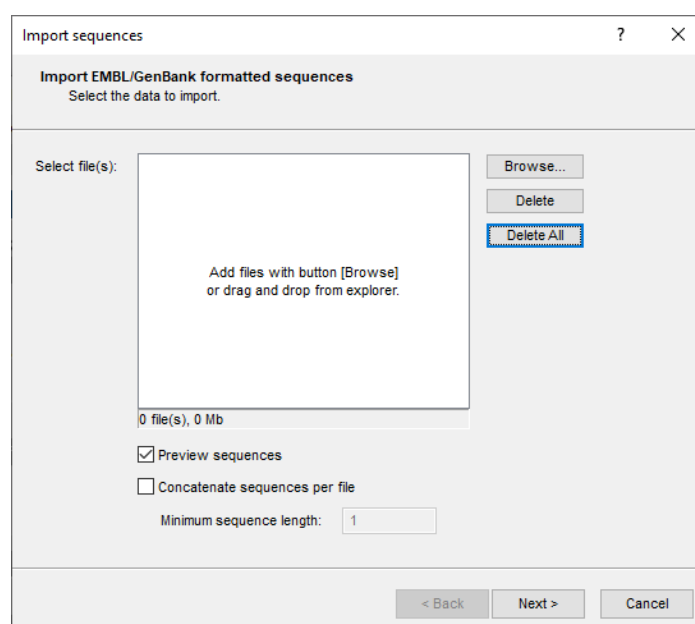 Import sequences ? ×
Import EMBL/GenBank formatted sequences
Select the data to import.
Select file(s):
Browse...
Delete
Delete All
Add files with button [Browse]
or drag and drop from explorer.
0 file(s), 0 Mb
Preview sequences
Concatenate sequences per file
Minimum sequence length: 1
< Back Next > Cancel